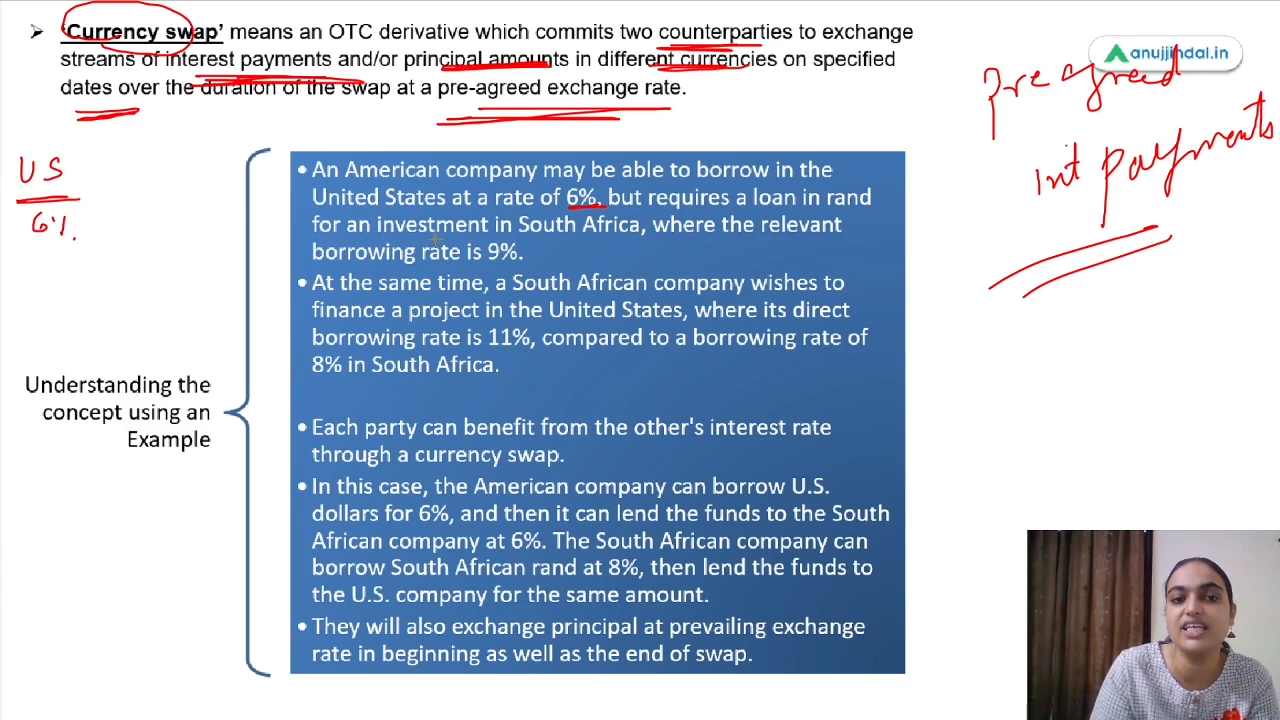 ➢ ‘Currency swap’ means an OTC derivative which commits two counterparties to exchange
streams of interest payments and/or principal amounts in different currencies on specified
dates over the duration of the swap at a pre-agreed exchange rate.
anujjindal.in
Pre agreed
int payments
US
6%.
• An American company may be able to borrow in the
United States at a rate of 6%, but requires a loan in rand
for an investment in South Africa, where the relevant
borrowing rate is 9%.
• At the same time, a South African company wishes to
finance a project in the United States, where its direct
borrowing rate is 11%, compared to a borrowing rate of
8% in South Africa.
Understanding the
concept using an
Example
• Each party can benefit from the other's interest rate
through a currency swap.
• In this case, the American company can borrow U.S.
dollars for 6%, and then it can lend the funds to the South
African company at 6%. The South African company can
borrow South African rand at 8%, then lend the funds to
the U.S. company for the same amount.
• They will also exchange principal at prevailing exchange
rate in beginning as well as the end of swap.